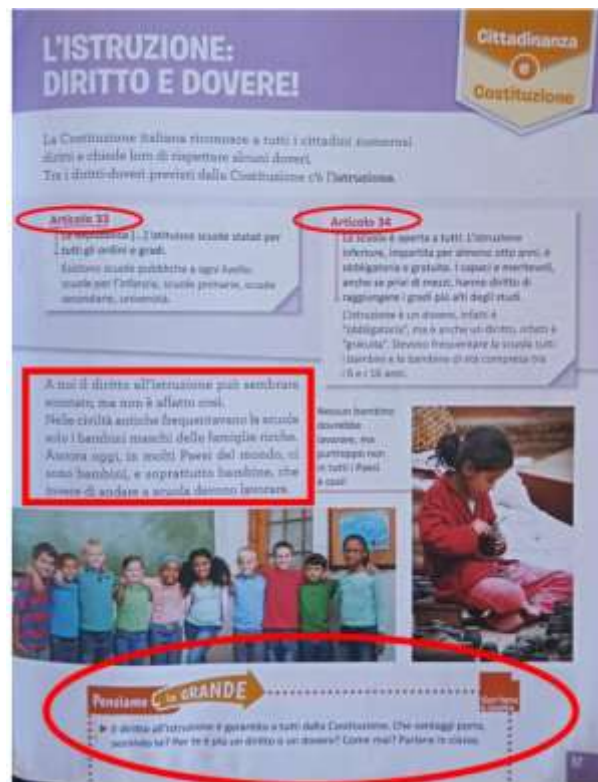 L'ISTRUZIONE:
DIRITTO E DOVERE!
Cittadinanza
e
Costituzione
La Costituzione italiana riconosce a tutti i cittadini numerosi
diritti e chiede loro di rispettare alcuni doveri.
Tra i diritti-doveri previsti dalla Costituzione c'è l'istruzione.
Articolo 33
La Repubblica [...] istituisce scuole statali per
tutti gli ordini e gradi.
Esistono scuole pubbliche a ogni livello:
scuole per l'infanzia, scuole primarie, scuole
secondarie, università.
Articolo 34
La scuola è aperta a tutti. L'istruzione
inferiore, impartita per almeno otto anni, è
obbligatoria e gratuita. I capaci e meritevoli,
anche se privi di mezzi, hanno diritto di
raggiungere i gradi più alti degli studi.
L'istruzione è un dovere, infatti è
"obbligatoria", ma è anche un diritto, infatti è
"gratuita". Devono frequentare la scuola tutti
i bambini e le bambine di età compresa tra
i 6 e i 16 anni.
A noi il diritto all'istruzione può sembrare
scontato, ma non è affatto così.
Nelle civiltà antiche frequentavano la scuola
solo i bambini maschi delle famiglie ricche.
Ancora oggi, in molti Paesi del mondo, ci
sono bambini, e soprattutto bambine, che
invece di andare a scuola devono lavorare.
Nessun bambino
dovrebbe
lavorare, ma
purtroppo non
in tutti i Paesi
è così!
Pensiamo in GRANDE
► Il diritto all'istruzione è garantito a tutti dalla Costituzione. Che vantaggi porta,
secondo te? Per te è più un diritto o un dovere? Come mai? Parlane in classe.